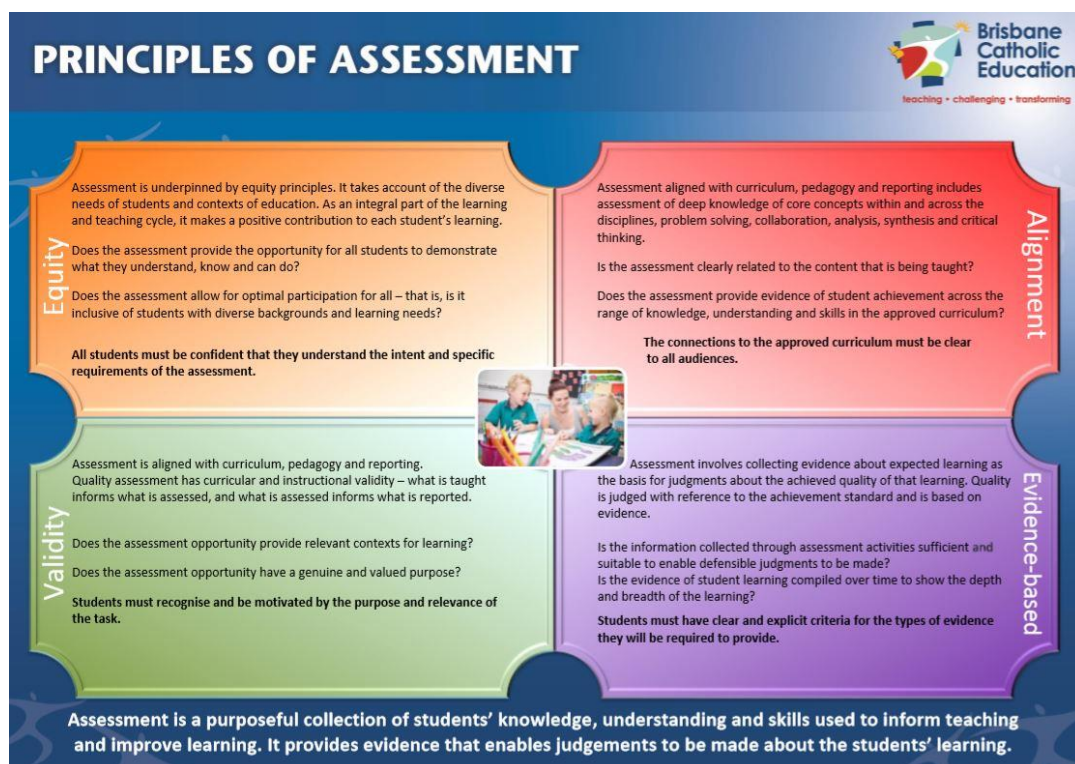 PRINCIPLES OF ASSESSMENT
Brisbane
Catholic
Education
teaching • challenging • transforming
Equity
Assessment is underpinned by equity principles. It takes account of the diverse
needs of students and contexts of education. As an integral part of the learning
and teaching cycle, it makes a positive contribution to each student's learning.
Does the assessment provide the opportunity for all students to demonstrate
what they understand, know and can do?
Does the assessment allow for optimal participation for all – that is, is it
inclusive of students with diverse backgrounds and learning needs?
All students must be confident that they understand the intent and specific
requirements of the assessment.
Alignment
Assessment aligned with curriculum, pedagogy and reporting includes
assessment of deep knowledge of core concepts within and across the
disciplines, problem solving, collaboration, analysis, synthesis and critical
thinking.
Is the assessment clearly related to the content that is being taught?
Does the assessment provide evidence of student achievement across the
range of knowledge, understanding and skills in the approved curriculum?
The connections to the approved curriculum must be clear
to all audiences.
Validity
Assessment is aligned with curriculum, pedagogy and reporting.
Quality assessment has curricular and instructional validity – what is taught
informs what is assessed, and what is assessed informs what is reported.
Does the assessment opportunity provide relevant contexts for learning?
Does the assessment opportunity have a genuine and valued purpose?
Students must recognise and be motivated by the purpose and relevance of
the task.
Evidence-based
Assessment involves collecting evidence about expected learning as
the basis for judgments about the achieved quality of that learning. Quality
is judged with reference to the achievement standard and is based on
evidence.
Is the information collected through assessment activities sufficient and
suitable to enable defensible judgments to be made?
Is the evidence of student learning compiled over time to show the depth
and breadth of the learning?
Students must have clear and explicit criteria for the types of evidence
they will be required to provide.
Assessment is a purposeful collection of students' knowledge, understanding and skills used to inform teaching
and improve learning. It provides evidence that enables judgements to be made about the students' learning.